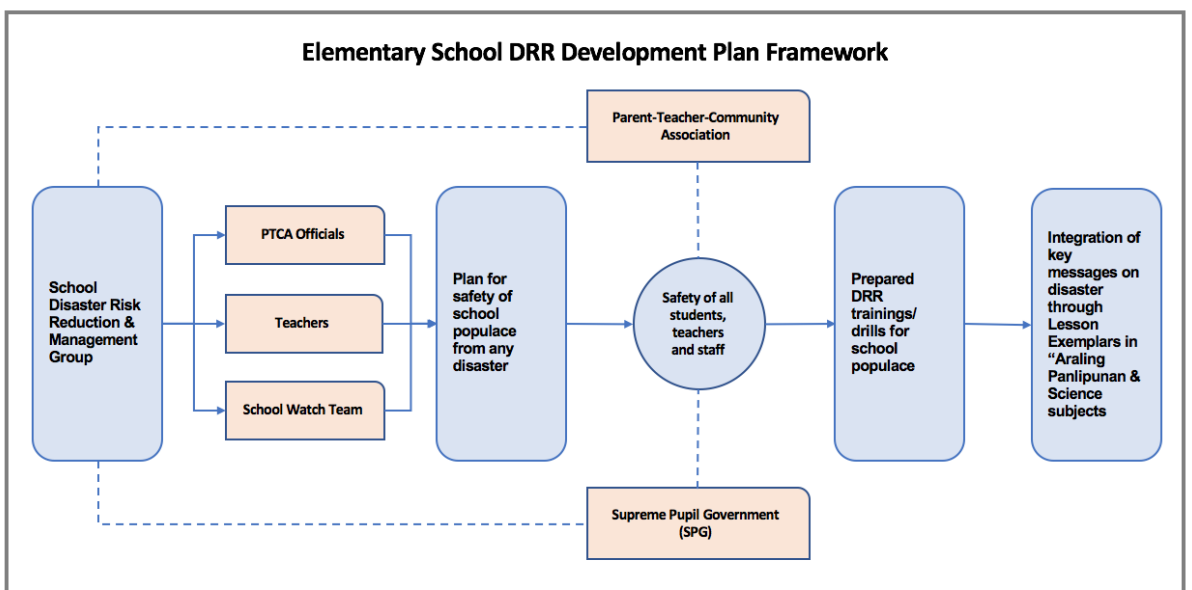 Elementary School DRR Development Plan Framework
Parent-Teacher-Community
Association
School
Disaster Risk
Reduction &
Management
Group
PTCA Officials
Teachers
School Watch Team
Plan for
safety of
school
populace
from any
disaster
Safety of all
students,
teachers
and staff
Prepared
DRR
trainings/
drills for
school
populace
Integration of
key
messages on
disaster
through
Lesson
Exemplars in
“Araling
Panlipunan &
Science
subjects
Supreme Pupil Government
(SPG)